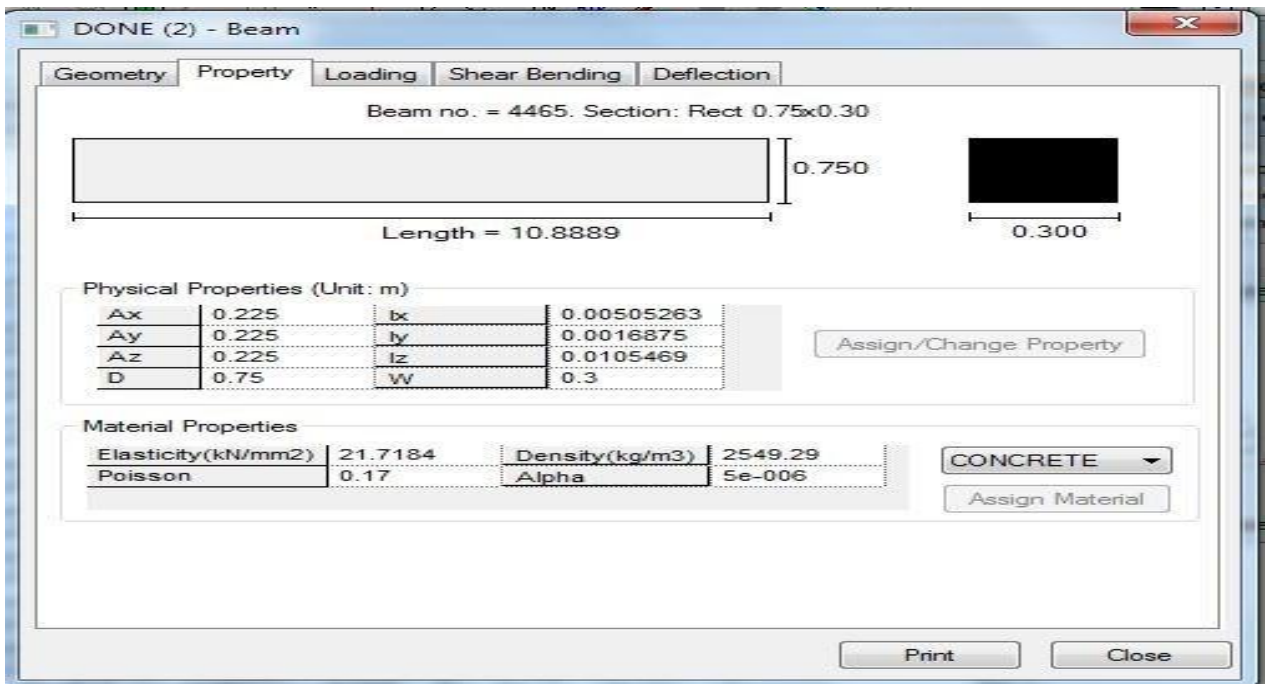 DONE (2) - Beam
Geometry Property Loading Shear Bending Deflection
Beam no. = 4465. Section: Rect 0.75x0.30
0.750
Length = 10.8889
0.300
Physical Properties (Unit: m)
Ax 0.225 Ix 0.00505263
Ay 0.225 Iy 0.0016875
Az 0.225 Iz 0.0105469
D 0.75 W 0.3
Assign/Change Property
Material Properties
Elasticity(kN/mm2) 21.7184 Density(kg/m3) 2549.29
Poisson 0.17 Alpha 5e-006
CONCRETE
Assign Material
Print Close